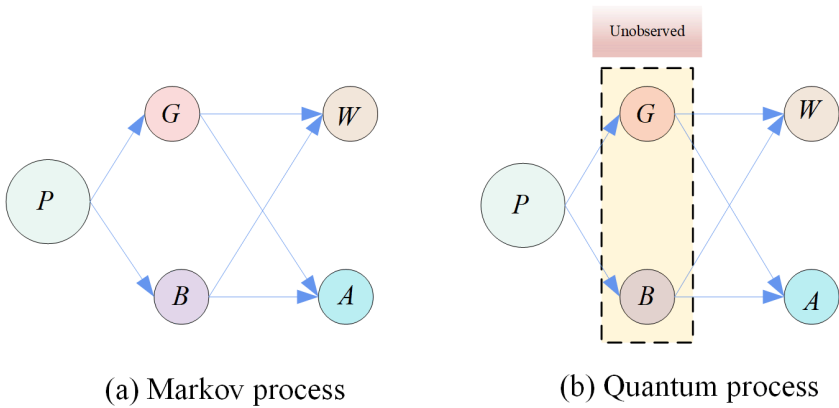 Unobserved
G
W
G
W
P
P
B
A
B
A
(a) Markov process
(b) Quantum process